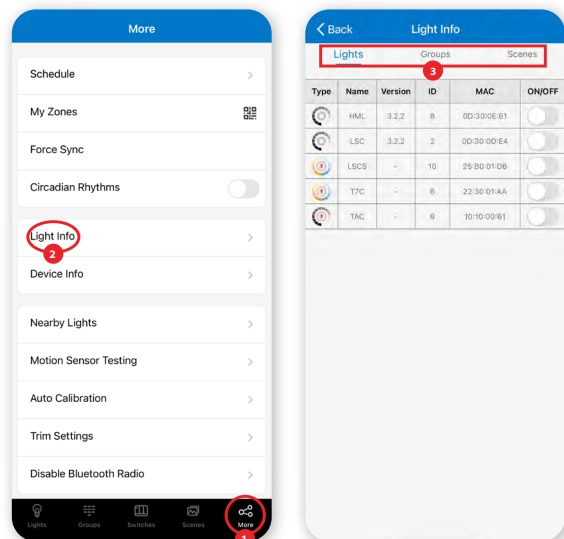 More
Schedule
My Zones
Force Sync
Circadian Rhythms
Light Info
2
Device Info
Nearby Lights
Motion Sensor Testing
Auto Calibration
Trim Settings
Disable Bluetooth Radio
Lights Groups Switches Scenes More
1
Back Light Info
Lights Groups Scenes
3
Type Name Version ID MAC ON/OFF
HML 3.2.2 8 0D:30:0E:61
LSC 3.2.2 2 0D:30:0D:E4
LSCS - 10 25:B0:01:D6
T7C - 6 22:30:01:AA
TAC - 9 10:10:00:61